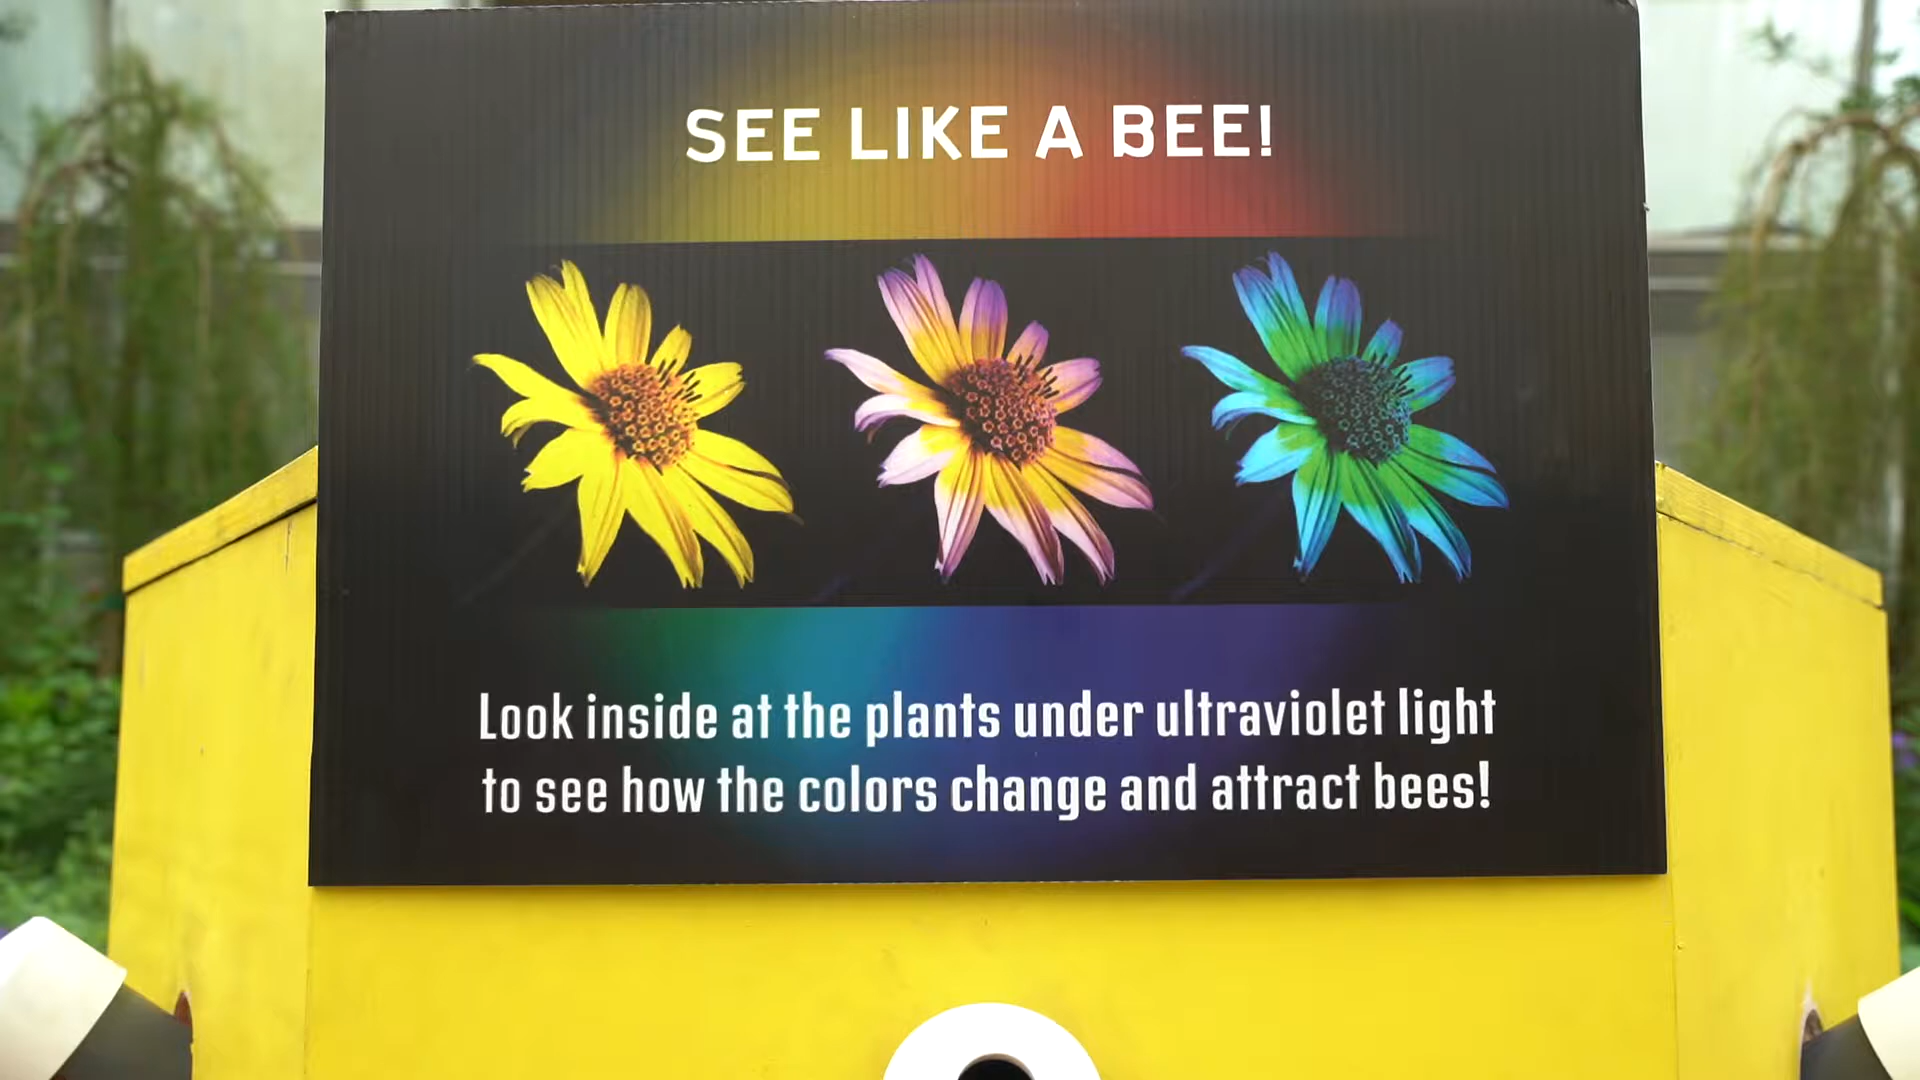 SEE LIKE A BEE!
Look inside at the plants under ultraviolet light
to see how the colors change and attract bees!